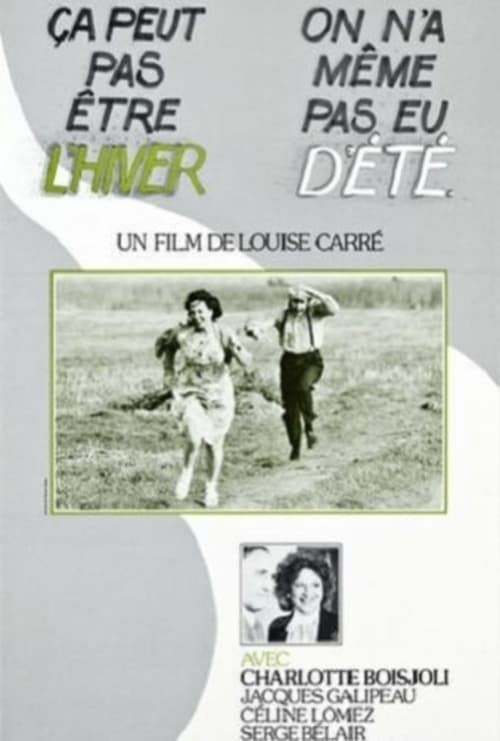 ÇA PEUT
PAS
ÊTRE
L'HIVER
ON N'A
MÊME
PAS EU
D'ÉTÉ.
UN FILM DE LOUISE CARRÉ
AVEC
CHARLOTTE BOISJOLI
JACQUES GALIPEAU
CÉLINE LOMEZ
SERGE BÉLAIR